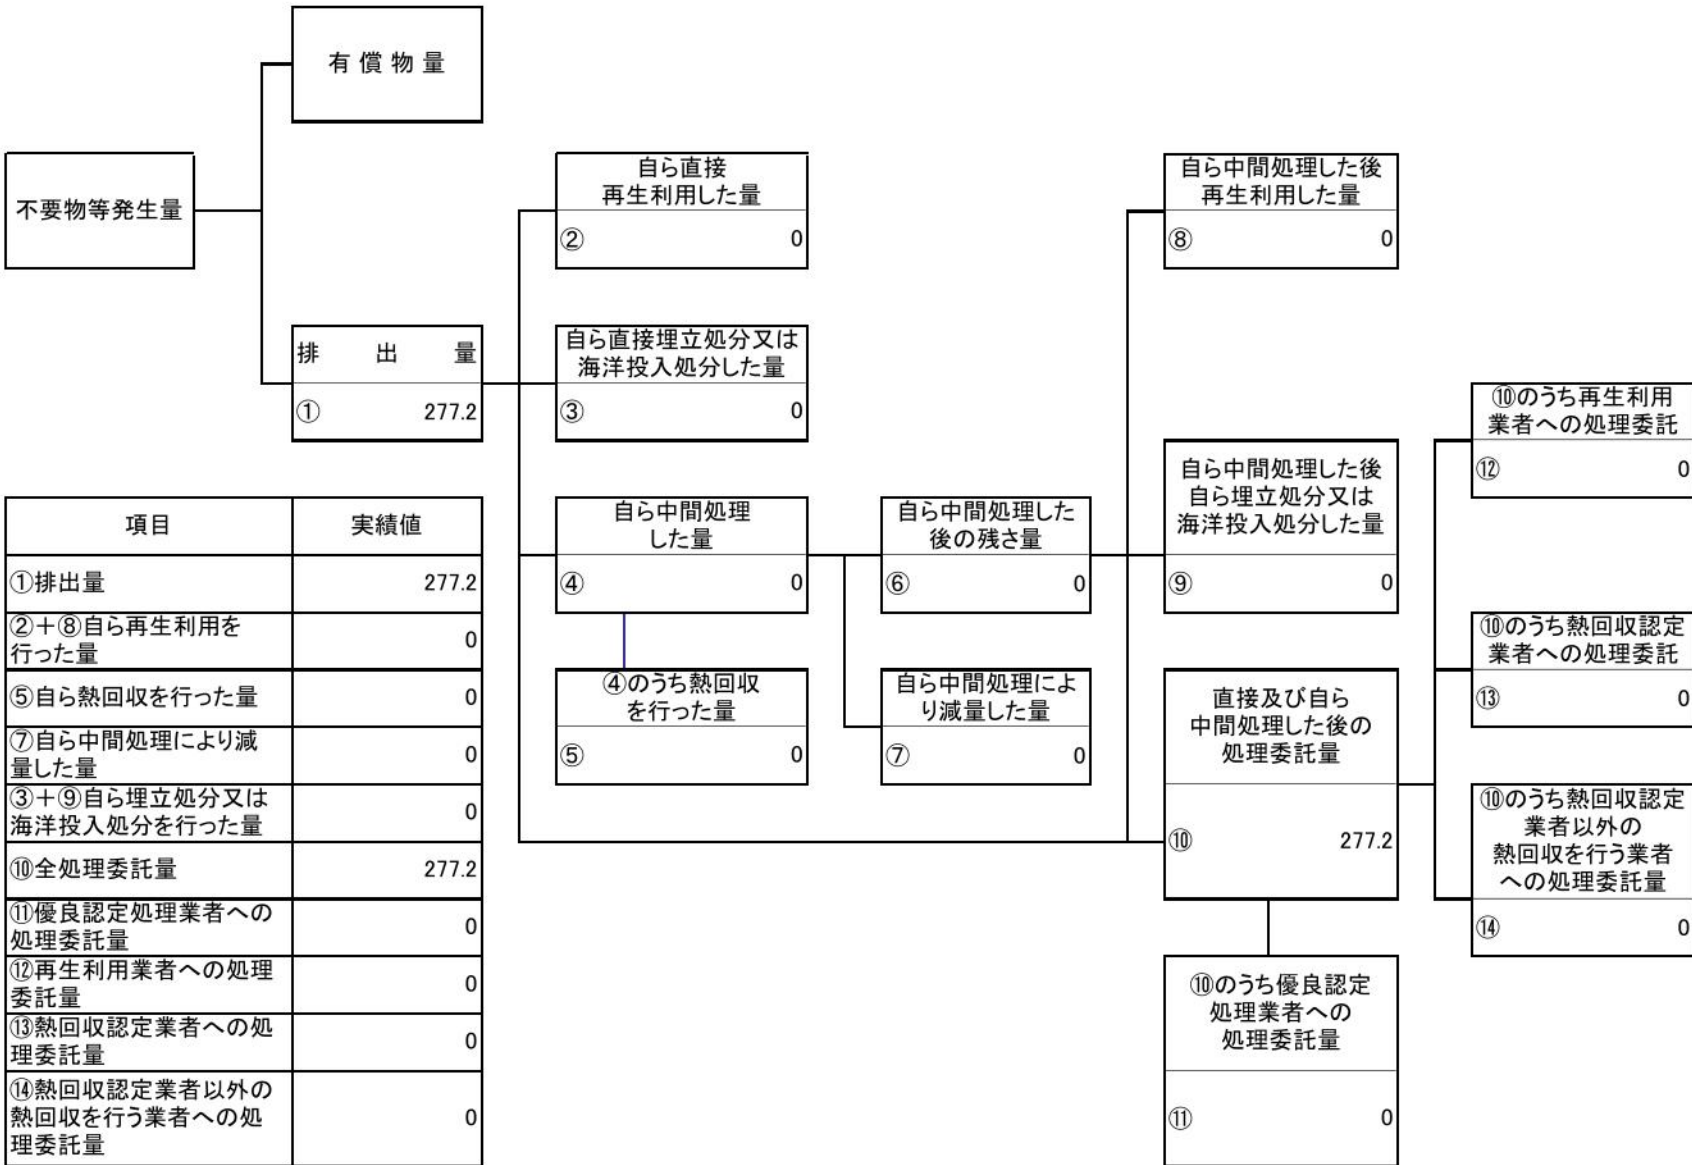 有償物量
不要物等発生量
排出量
① 277.2
自ら直接
再生利用した量
② 0
自ら直接埋立処分又は
海洋投入処分した量
③ 0
自ら中間処理
した量
④ 0
④のうち熱回収
を行った量
⑤ 0
自ら中間処理した
後の残さ量
⑥ 0
自ら中間処理によ
り減量した量
⑦ 0
自ら中間処理した後
再生利用した量
⑧ 0
自ら中間処理した後
自ら埋立処分又は
海洋投入処分した量
⑨ 0
直接及び自ら
中間処理した後の
処理委託量
⑩ 277.2
⑩のうち優良認定
処理業者への
処理委託量
⑪ 0
⑩のうち再生利用
業者への処理委託
⑫ 0
⑩のうち熱回収認定
業者への処理委託
⑬ 0
⑩のうち熱回収認定
業者以外の
熱回収を行う業者
への処理委託量
⑭ 0
項目 実績値
①排出量 277.2
②＋⑧自ら再生利用を
行った量 0
⑤自ら熱回収を行った量 0
⑦自ら中間処理により減
量した量 0
③＋⑨自ら埋立処分又は
海洋投入処分を行った量 0
⑩全処理委託量 277.2
⑪優良認定処理業者への
処理委託量 0
⑫再生利用業者への処理
委託量 0
⑬熱回収認定業者への処
理委託量 0
⑭熱回収認定業者以外の
熱回収を行う業者への処
理委託量 0